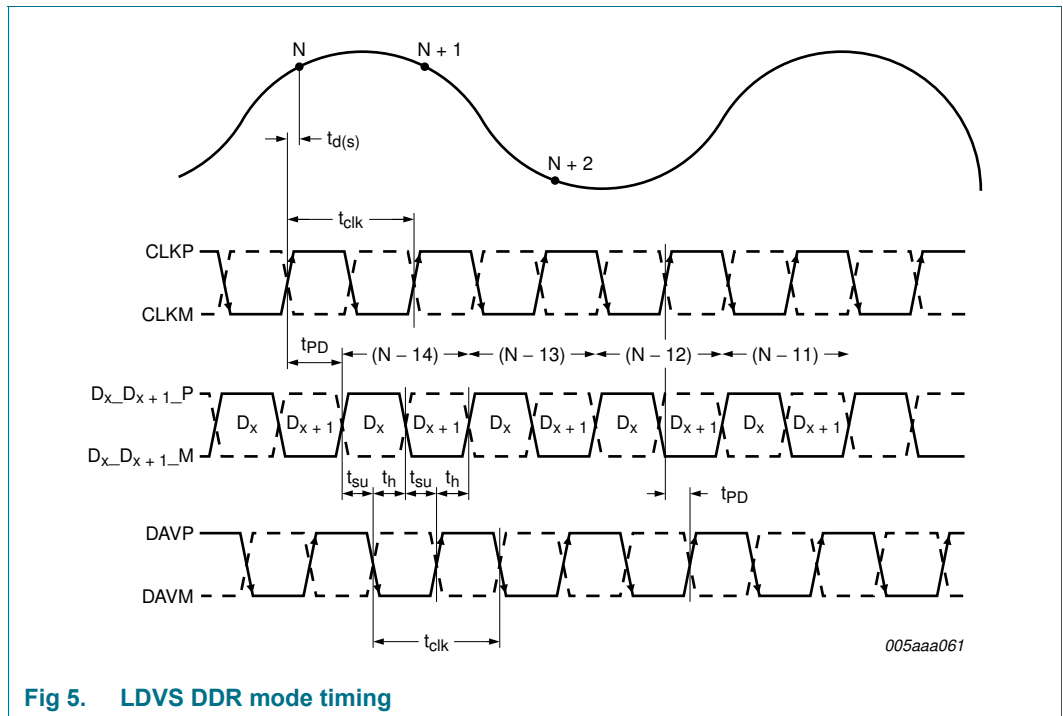 N
N + 1
t_d(s)
N + 2
t_clk
CLKP
CLKM
t_PD
(N − 14)
(N − 13)
(N − 12)
(N − 11)
D_x_D_x + 1_P
D_x
D_x + 1
D_x
D_x + 1
D_x
D_x + 1
D_x
D_x + 1
D_x
D_x + 1
D_x_D_x + 1_M
t_su
t_h
t_su
t_h
t_PD
DAVP
DAVM
t_clk
005aaa061
Fig 5. LDVS DDR mode timing